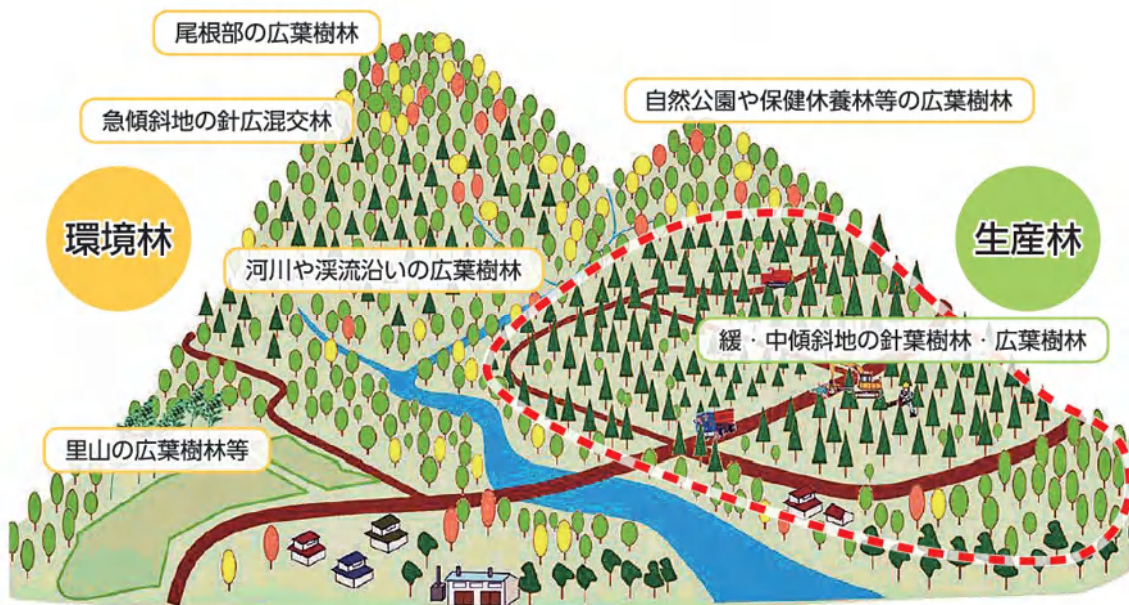 尾根部の広葉樹林
自然公園や保健休養林等の広葉樹林
急傾斜地の針広混交林
環境林
生産林
河川や渓流沿いの広葉樹林
緩・中傾斜地の針葉樹林・広葉樹林
里山の広葉樹林等